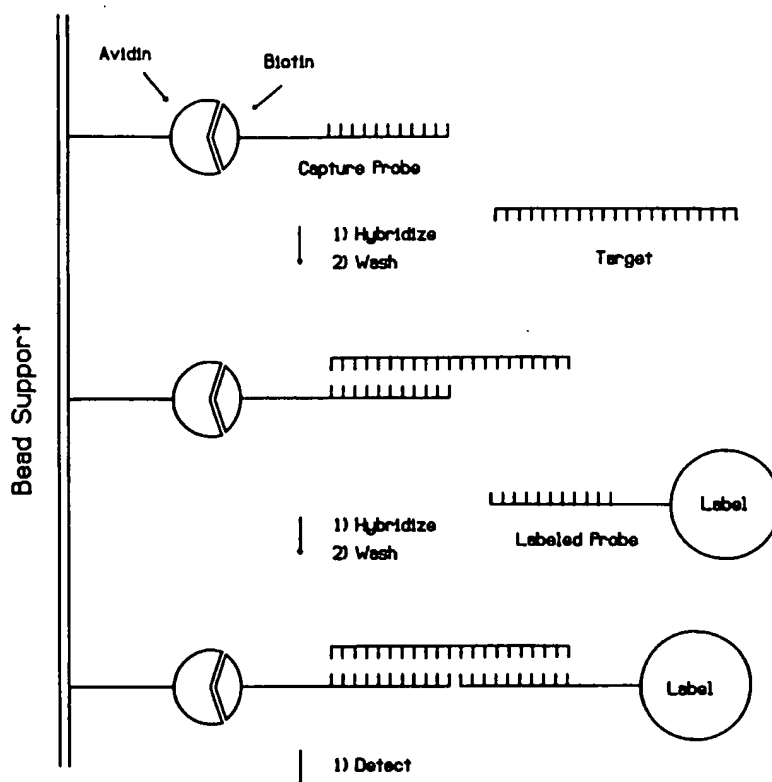 Avidin
Biotin
Capture Probe
1) Hybridize
2) Wash
Target
Bead Support
Label
1) Hybridize
2) Wash
Labeled Probe
Label
1) Detect